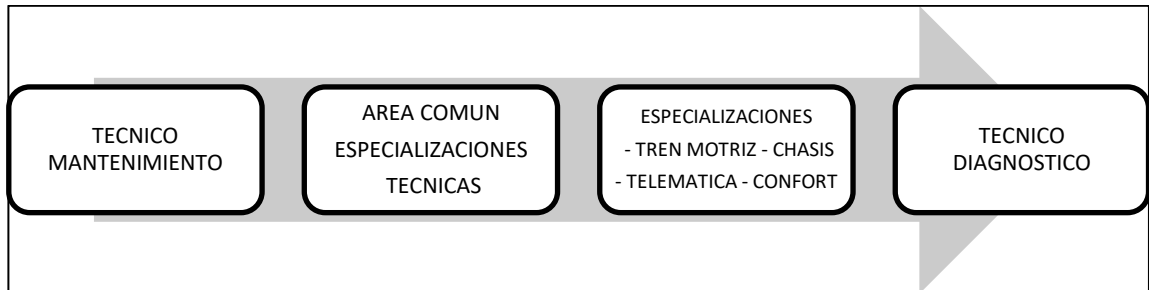 TECNICO
MANTENIMIENTO
AREA COMUN
ESPECIALIZACIONES
TECNICAS
ESPECIALIZACIONES
- TREN MOTRIZ - CHASIS
- TELEMATICA - CONFORT
TECNICO
DIAGNOSTICO